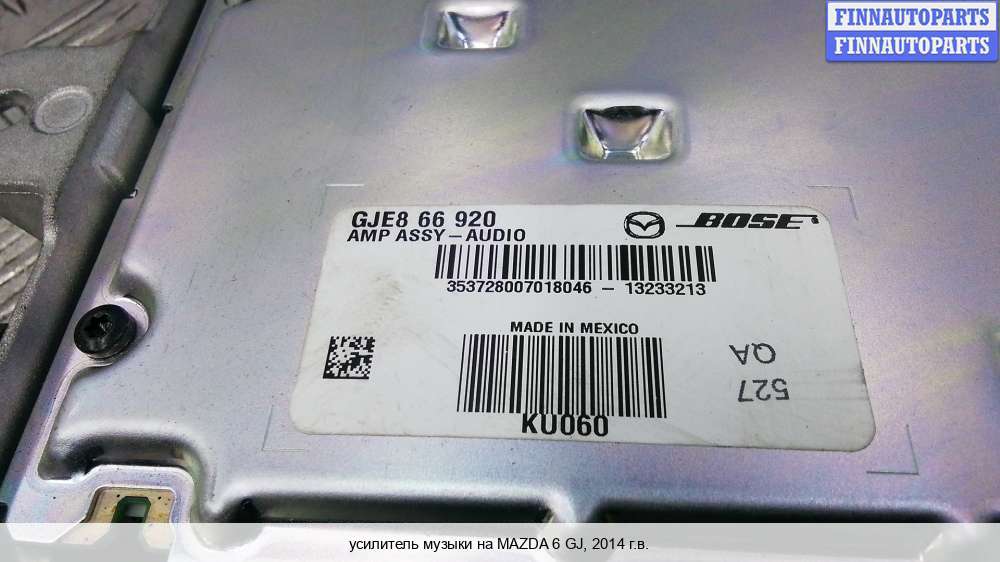 FINNAUTOPARTS
FINNAUTOPARTS
GJE8 66 920
AMP ASSY-AUDIO
BOSE
353728007018046 - 13233213
MADE IN MEXICO
QA
527
KU060
усилитель музыки на MAZDA 6 GJ, 2014 г.в.